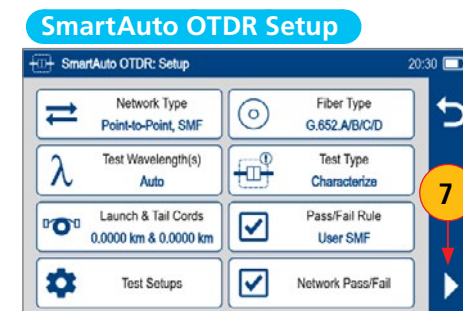 SmartAuto OTDR Setup
SmartAuto OTDR: Setup
20:30
Network Type
Point-to-Point, SMF
Fiber Type
G.652.A/B/C/D
λ
Test Wavelength(s)
Auto
Test Type
Characterize
7
Launch & Tail Cords
0.0000 km & 0.0000 km
Pass/Fail Rule
User SMF
Test Setups
Network Pass/Fail